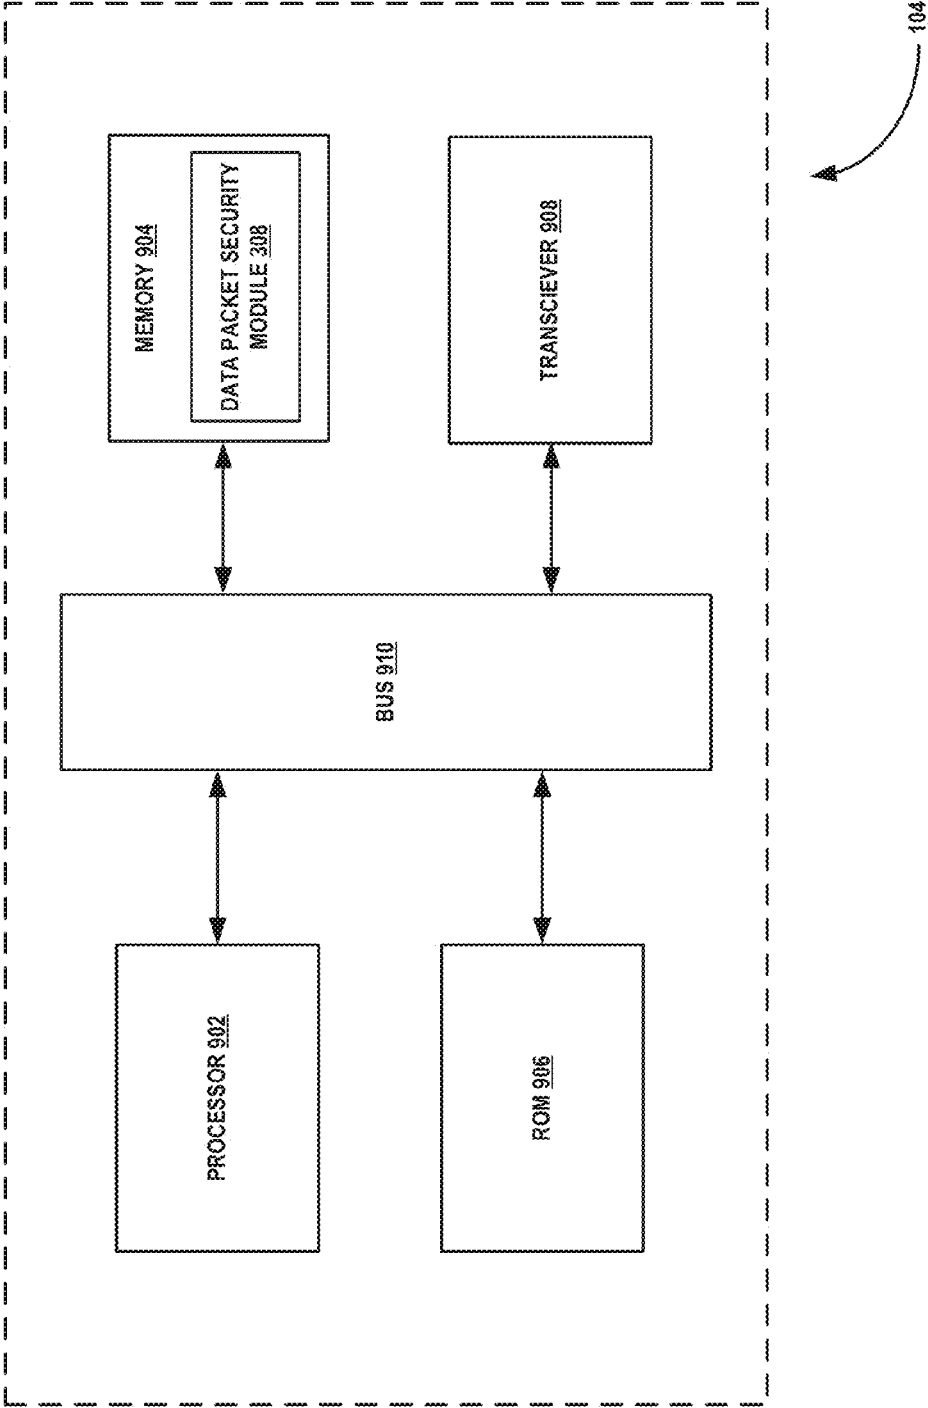 104
PROCESSOR 902
BUS 910
MEMORY 904
DATA PACKET SECURITY
MODULE 308
ROM 906
TRANSCIEVER 908